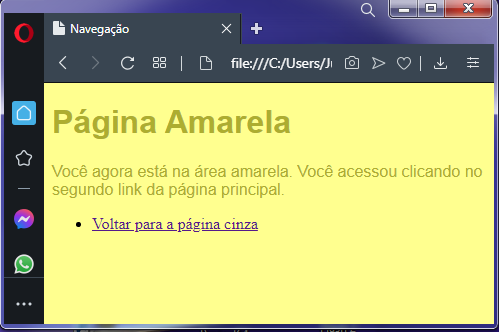 Navegação
file:///C:/Users/Ju
Página Amarela
Você agora está na área amarela. Você acessou clicando no
segundo link da página principal.
Voltar para a página cinza